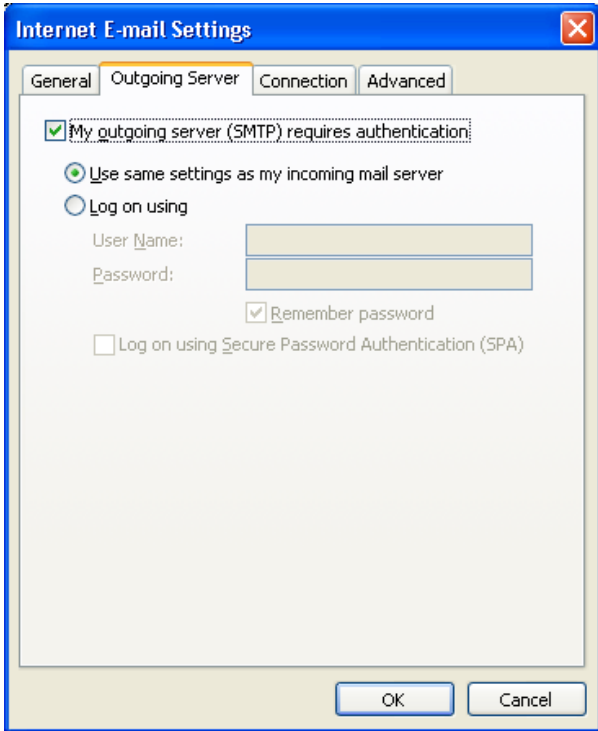 Internet E-mail Settings
General Outgoing Server Connection Advanced
My outgoing server (SMTP) requires authentication
Use same settings as my incoming mail server
Log on using
User Name:
Password:
Remember password
Log on using Secure Password Authentication (SPA)
OK Cancel